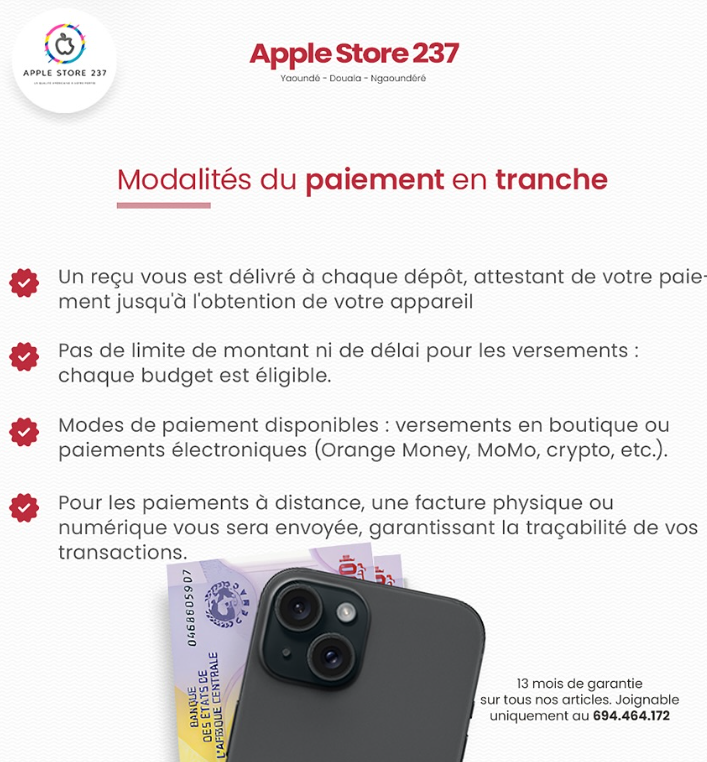 APPLE STORE 237
Apple Store 237
Yaoundé - Douala - Ngaoundéré
Modalités du paiement en tranche
Un reçu vous est délivré à chaque dépôt, attestant de votre paie-
ment jusqu'à l'obtention de votre appareil
Pas de limite de montant ni de délai pour les versements :
chaque budget est éligible.
Modes de paiement disponibles : versements en boutique ou
paiements électroniques (Orange Money, MoMo, crypto, etc.).
Pour les paiements à distance, une facture physique ou
numérique vous sera envoyée, garantissant la traçabilité de vos
transactions.
0468605907
BANQUE
DES ÉTATS DE
L'AFRIQUE CENTRALE
13 mois de garantie
sur tous nos articles. Joignable
uniquement au 694.464.172